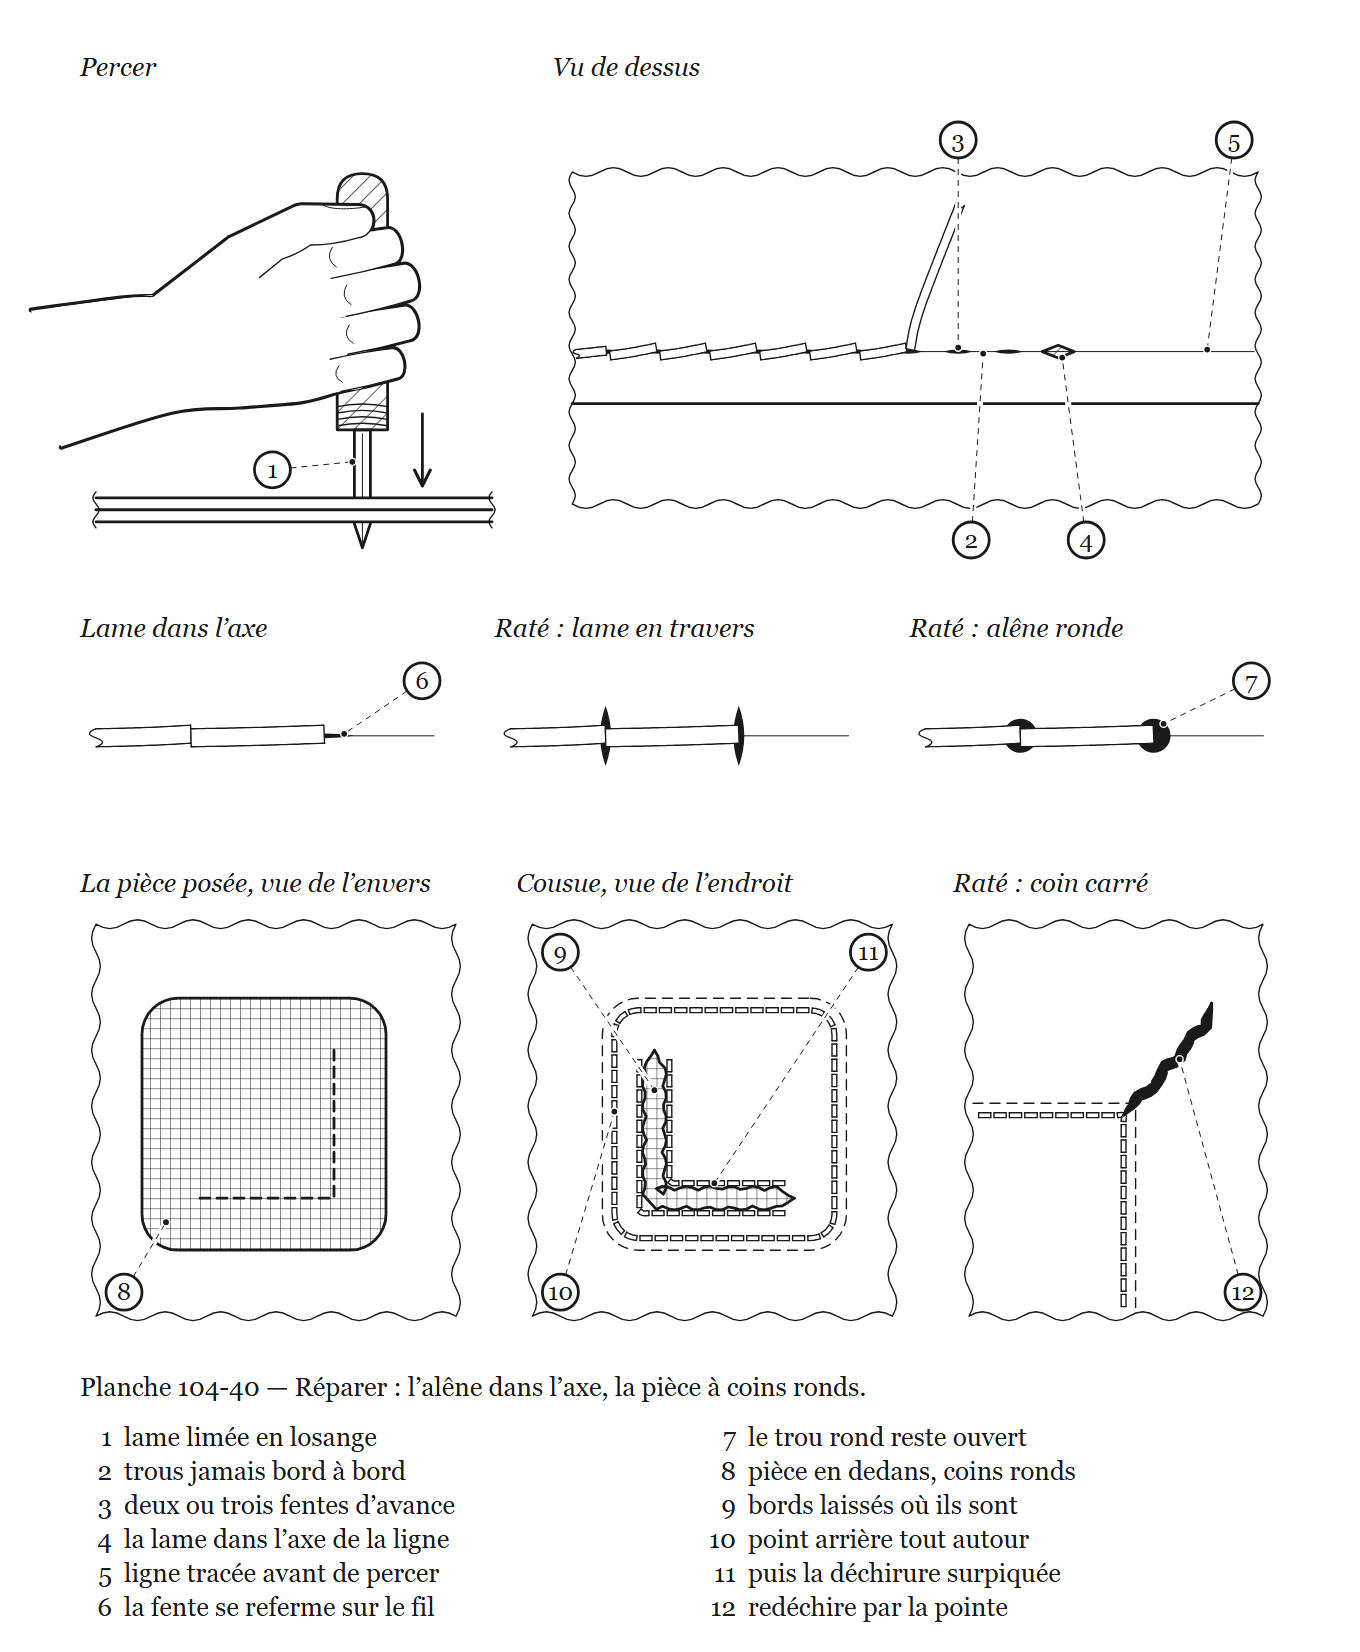 Percer
Vu de dessus
3
5
1
2
4
Lame dans l’axe
Raté : lame en travers
Raté : alêne ronde
6
7
La pièce posée, vue de l’envers
Cousue, vue de l’endroit
Raté : coin carré
9
11
8
10
12
Planche 104-40 — Réparer : l’alêne dans l’axe, la pièce à coins ronds.
1 lame limée en losange
2 trous jamais bord à bord
3 deux ou trois fentes d’avance
4 la lame dans l’axe de la ligne
5 ligne tracée avant de percer
6 la fente se referme sur le fil
7 le trou rond reste ouvert
8 pièce en dedans, coins ronds
9 bords laissés où ils sont
10 point arrière tout autour
11 puis la déchirure surpiquée
12 redéchire par la pointe